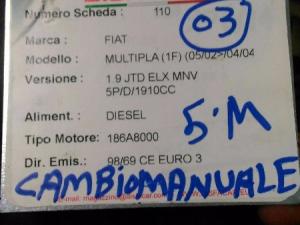 Numero Scheda : 110
03
Marca : FIAT
Modello : MULTIPLA (1F) (05/02>/04/04
Versione : 1.9 JTD ELX MNV
5P/D/1910CC
Aliment. : DIESEL
5·M
Tipo Motore: 186A8000
Dir. Emis.: 98/69 CE EURO 3
CAMBIOMANUALE
E-mail: